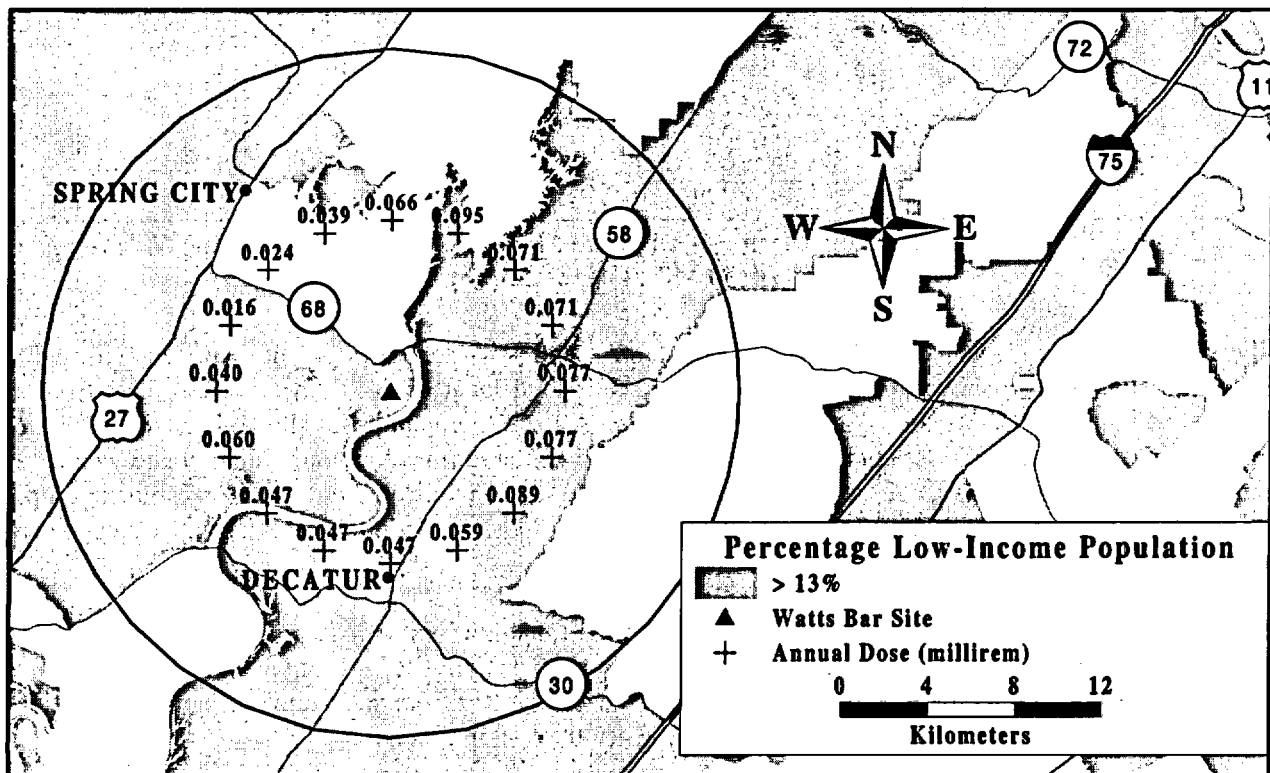 72
11
75
N
SPRING CITY
0.066
0.039
0.095
58
W E
0.024
0.071
S
68
0.016
0.071
0.040
0.077
27
0.060
0.077
0.047
0.089
0.047
0.047
0.059
DECATUR
30
Percentage Low-Income Population
> 13%
Watts Bar Site
Annual Dose (millirem)
0 4 8 12
Kilometers